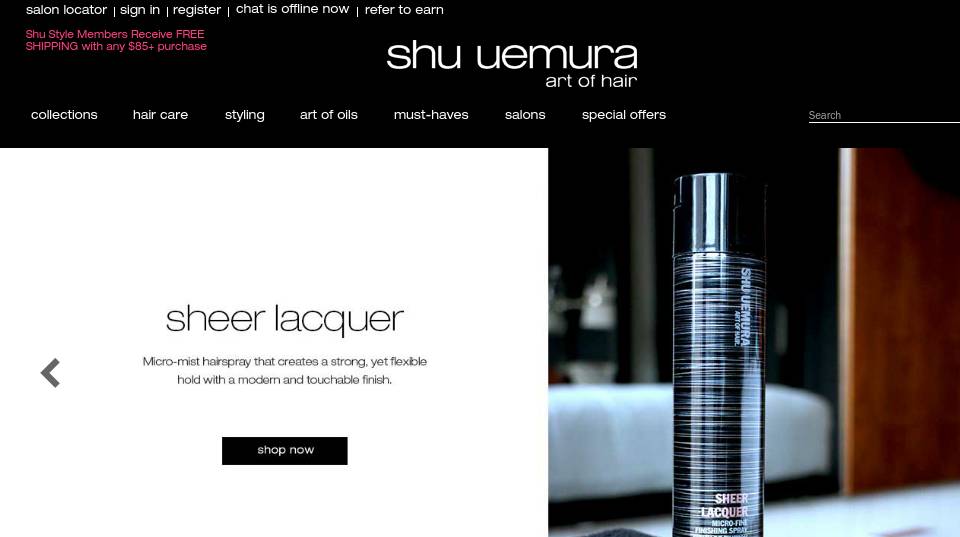 salon locator | sign in | register | chat is offline now | refer to earn
Shu Style Members Receive FREE
SHIPPING with any $85+ purchase
shu uemura
art of hair
collections hair care styling art of oils must-haves salons special offers
Search
sheer lacquer
Micro-mist hairspray that creates a strong, yet flexible
hold with a modern and touchable finish.
shop now
SHU UEMURA
ART OF HAIR
SHEER
LACQUER
MICRO-FINE
FINISHING SPRAY